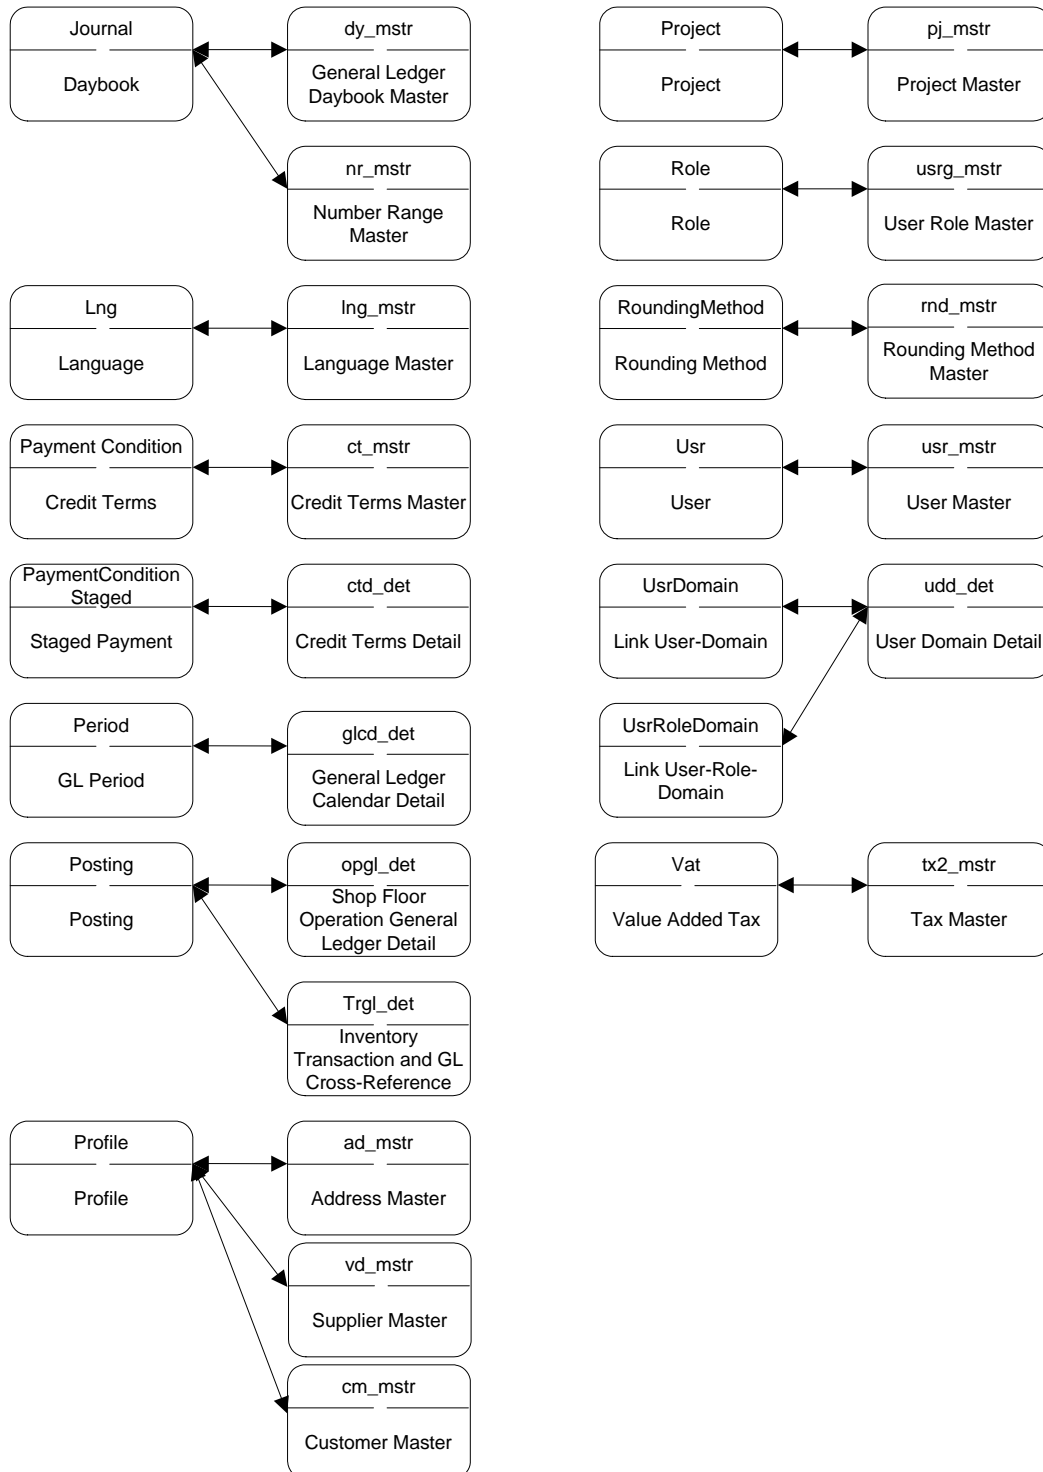 Journal
Daybook
dy_mstr
General Ledger
Daybook Master
nr_mstr
Number Range
Master
Lng
Language
lng_mstr
Language Master
Payment Condition
Credit Terms
ct_mstr
Credit Terms Master
PaymentCondition
Staged
Staged Payment
ctd_det
Credit Terms Detail
Period
GL Period
glcd_det
General Ledger
Calendar Detail
Posting
Posting
opgl_det
Shop Floor
Operation General
Ledger Detail
Trgl_det
Inventory
Transaction and GL
Cross-Reference
Profile
Profile
ad_mstr
Address Master
vd_mstr
Supplier Master
cm_mstr
Customer Master
Project
Project
pj_mstr
Project Master
Role
Role
usrg_mstr
User Role Master
RoundingMethod
Rounding Method
rnd_mstr
Rounding Method
Master
Usr
User
usr_mstr
User Master
UsrDomain
Link User-Domain
udd_det
User Domain Detail
UsrRoleDomain
Link User-Role-
Domain
Vat
Value Added Tax
tx2_mstr
Tax Master